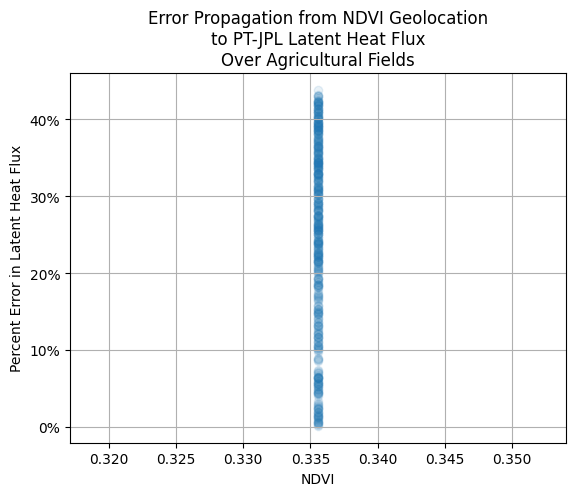 Error Propagation from NDVI Geolocation
to PT-JPL Latent Heat Flux
Over Agricultural Fields
Percent Error in Latent Heat Flux
40%
30%
20%
10%
0%
0.320 0.325 0.330 0.335 0.340 0.345 0.350
NDVI